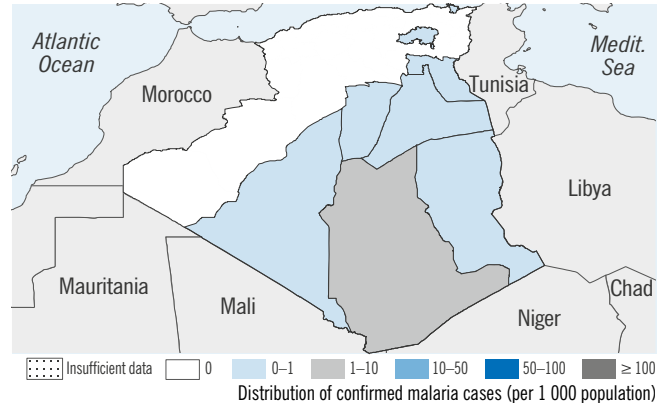 Atlantic
Ocean
Medit.
Sea
Morocco
Tunisia
Libya
Mauritania
Mali
Niger
Chad
Insufficient data 0 0–1 1–10 10–50 50–100 ≥ 100
Distribution of confirmed malaria cases (per 1 000 population)